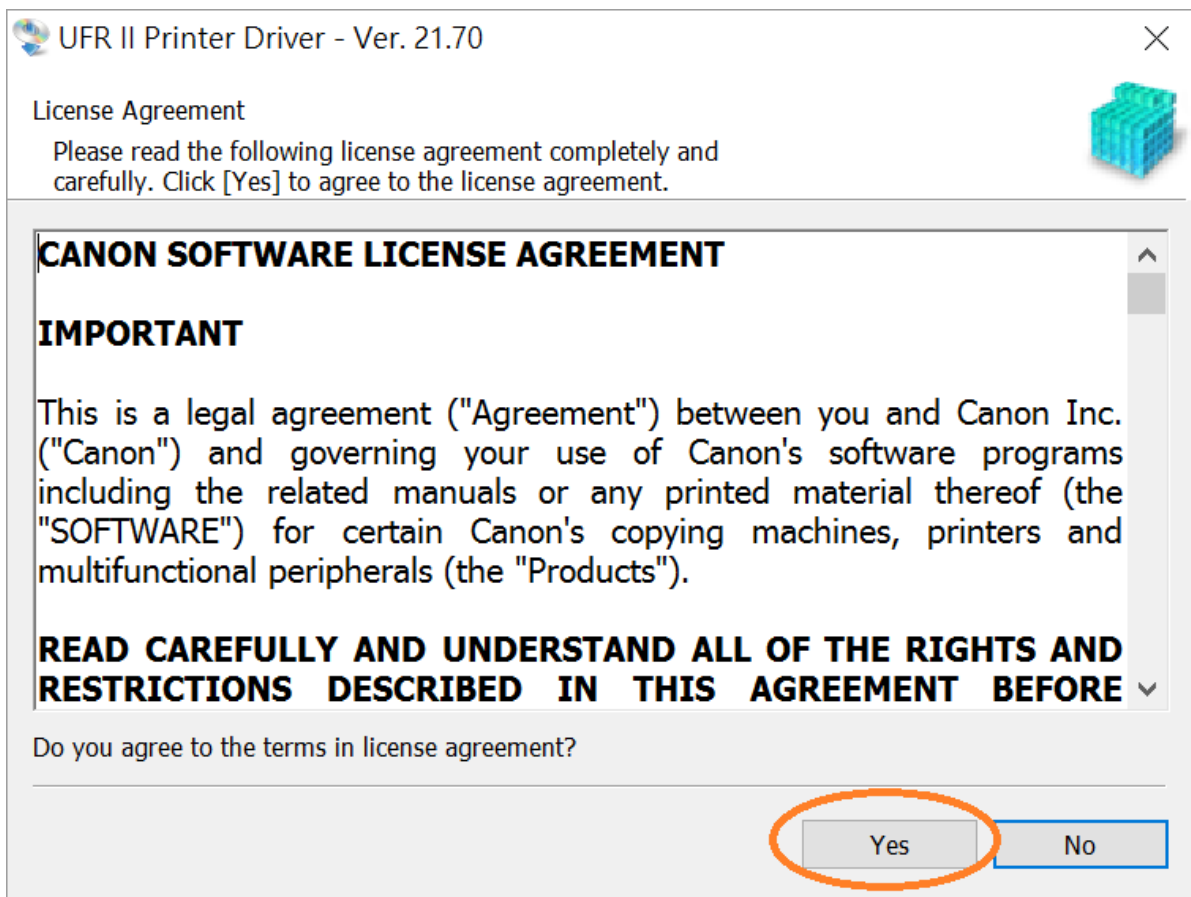 UFR II Printer Driver - Ver. 21.70
License Agreement
Please read the following license agreement completely and
carefully. Click [Yes] to agree to the license agreement.
CANON SOFTWARE LICENSE AGREEMENT
IMPORTANT
This is a legal agreement ("Agreement") between you and Canon Inc.
("Canon") and governing your use of Canon's software programs
including the related manuals or any printed material thereof (the
"SOFTWARE") for certain Canon's copying machines, printers and
multifunctional peripherals (the "Products").
READ CAREFULLY AND UNDERSTAND ALL OF THE RIGHTS AND
RESTRICTIONS DESCRIBED IN THIS AGREEMENT BEFORE
Do you agree to the terms in license agreement?
Yes No